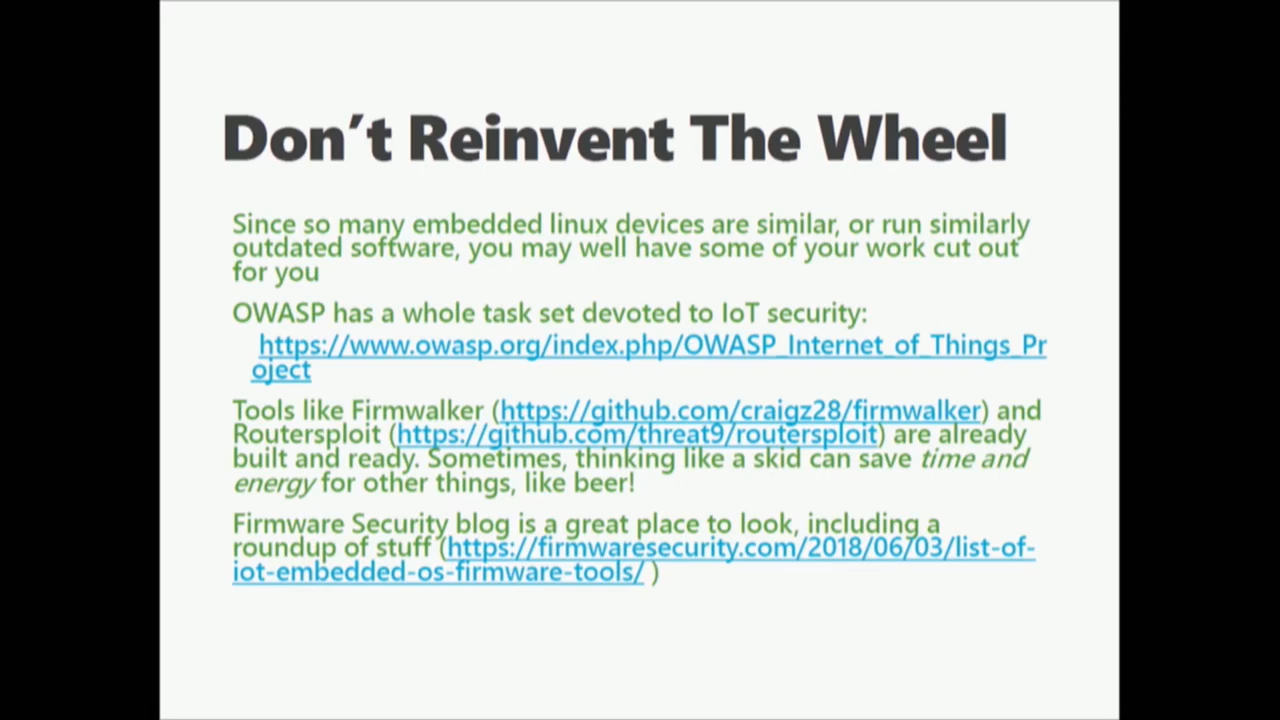 Don't Reinvent The Wheel
Since so many embedded linux devices are similar, or run similarly
outdated software, you may well have some of your work cut out
for you
OWASP has a whole task set devoted to IoT security:
https://www.owasp.org/index.php/OWASP_Internet_of_Things_Pr
oject
Tools like Firmwalker (https://github.com/craigz28/firmwalker) and
Routersploit (https://github.com/threat9/routersploit) are already
built and ready. Sometimes, thinking like a skid can save time and
energy for other things, like beer!
Firmware Security blog is a great place to look, including a
roundup of stuff (https://firmwaresecurity.com/2018/06/03/list-of-
iot-embedded-os-firmware-tools/ )